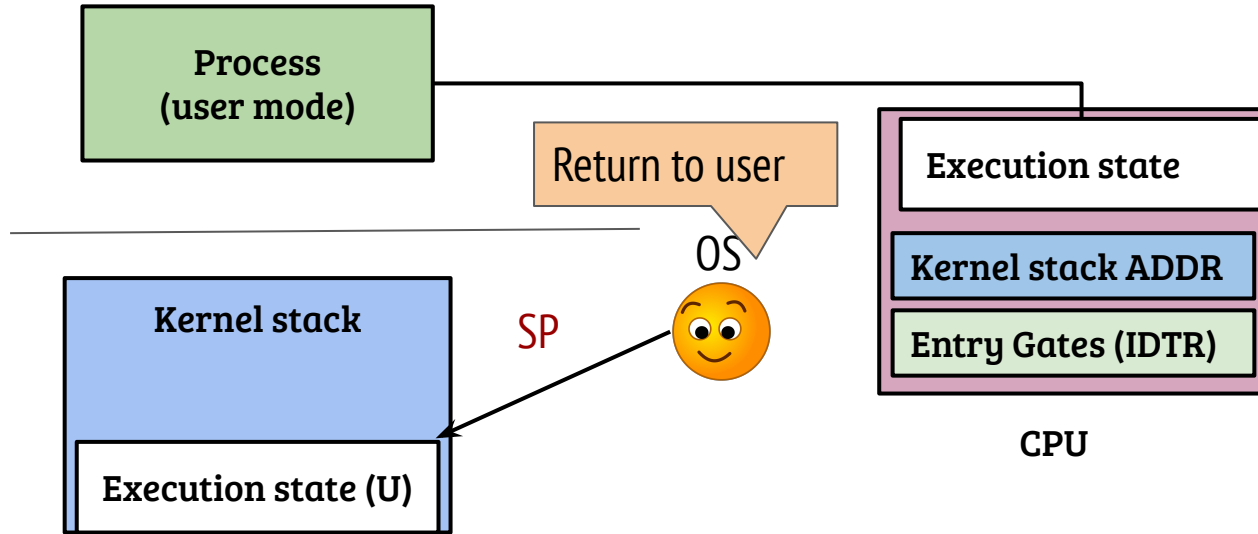 Process
(user mode)
Return to user
Execution state
OS
Kernel stack ADDR
Kernel stack
SP
Entry Gates (IDTR)
CPU
Execution state (U)